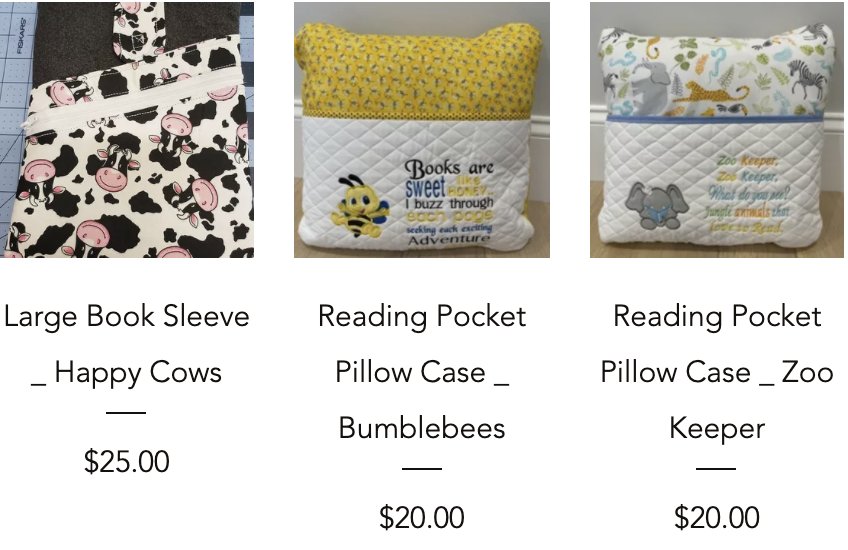 FISKARS
Books are
sweet like
HONEY..
I buzz through
each page
seeking each exciting
Adventure
Zoo Keeper,
Zoo Keeper,
What do you see?
Jungle animals that
love to Read.
Large Book Sleeve
_ Happy Cows
$25.00
Reading Pocket
Pillow Case _
Bumblebees
$20.00
Reading Pocket
Pillow Case _ Zoo
Keeper
$20.00